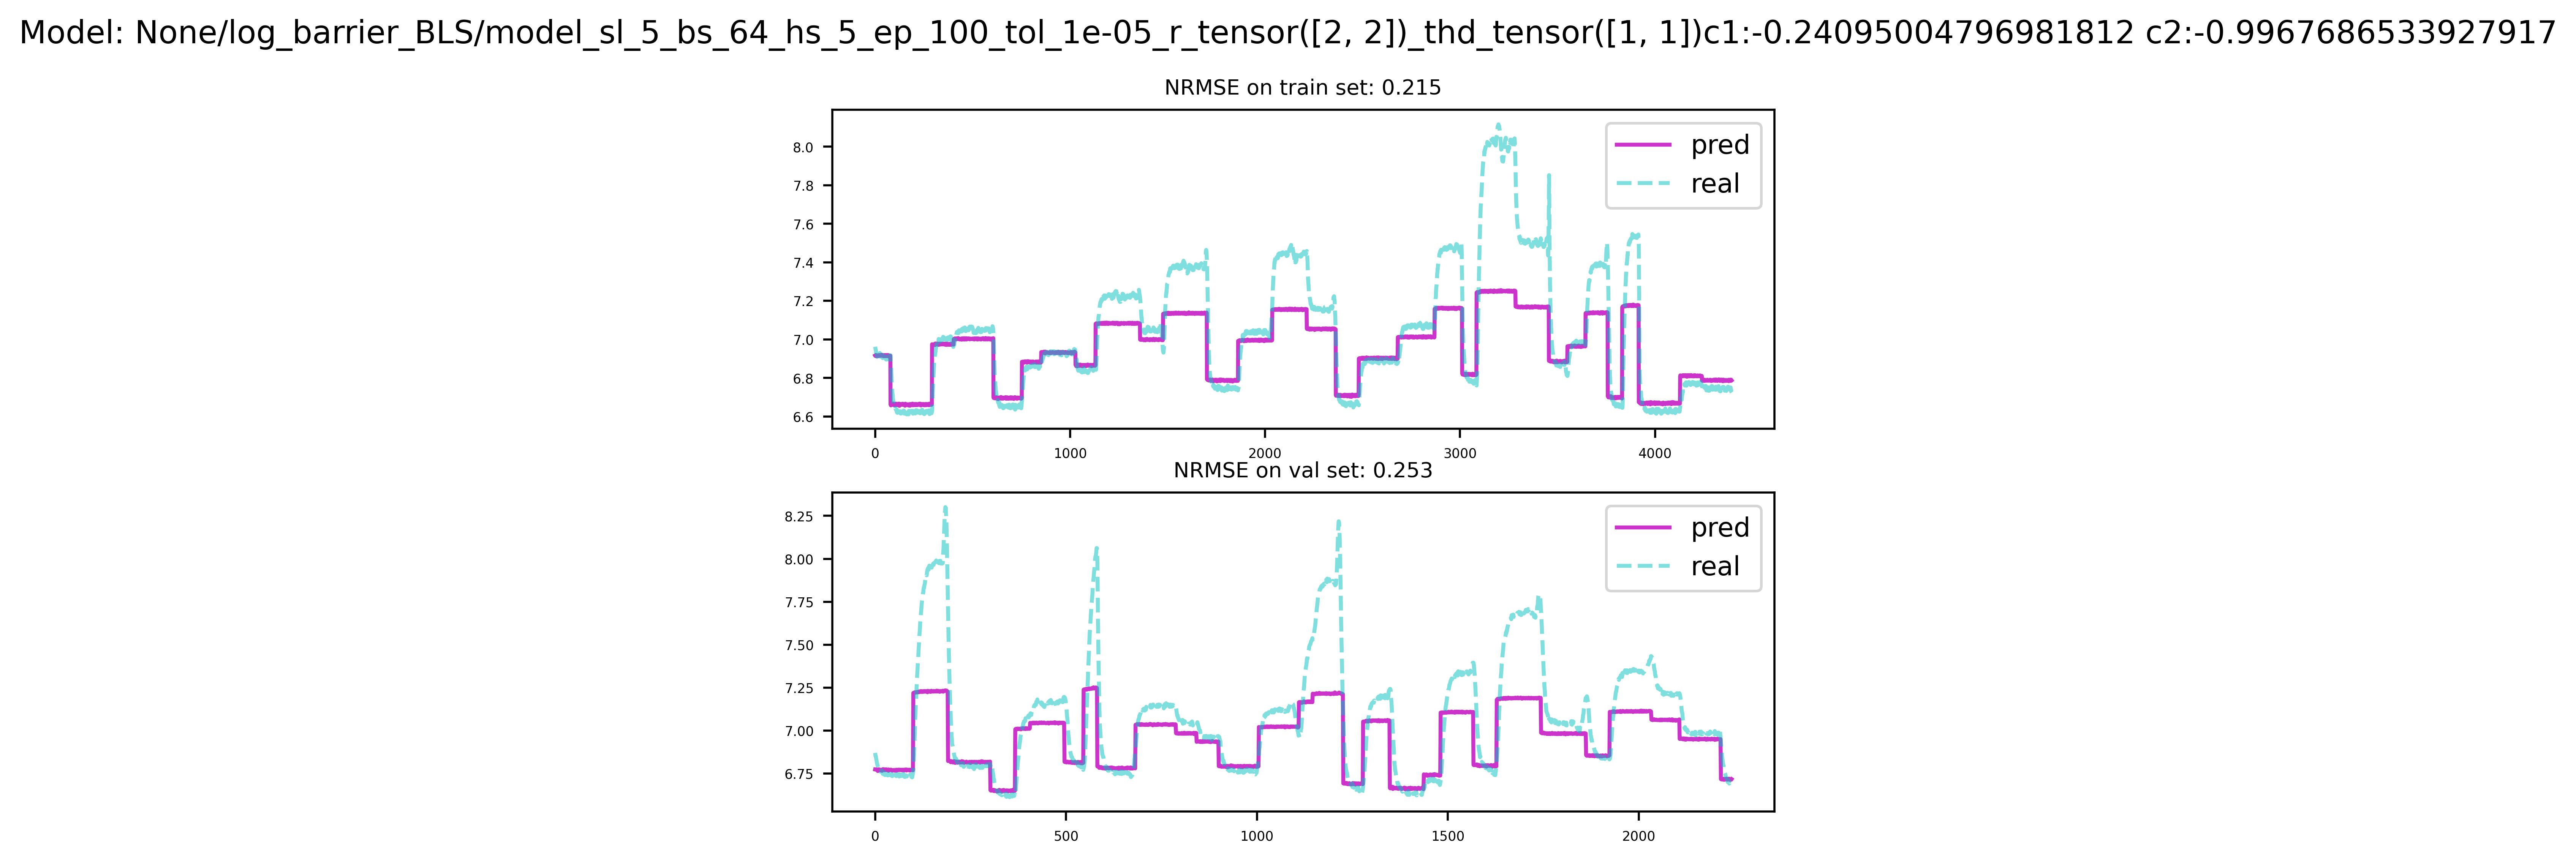 Model: None/log_barrier_BLS/model_sl_5_bs_64_hs_5_ep_100_tol_1e-05_r_tensor([2, 2])_thd_tensor([1, 1])c1:-0.24095004796981812 c2:-0.9967686533927917
NRMSE on train set: 0.215
pred
real
8.0
7.8
7.6
7.4
7.2
7.0
6.8
6.6
0 1000 2000 3000 4000
NRMSE on val set: 0.253
pred
real
8.25
8.00
7.75
7.50
7.25
7.00
6.75
0 500 1000 1500 2000